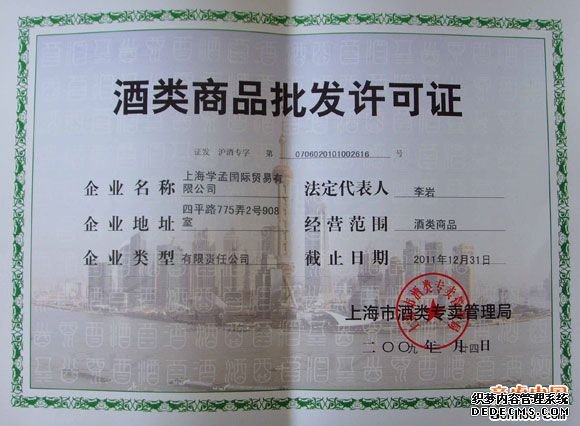 酒类商品批发许可证
证发 沪酒专字 第 0706020101002616 号
企业名称 上海学孟国际贸易有限公司
法定代表人 李岩
企业地址 四平路775弄2号908室
经营范围 酒类商品
企业类型 有限责任公司
截止日期 2011年12月31日
上海市酒类专卖管理局
二〇〇九年 月廿四日
织梦内容管理系统
DEDECMS.COM